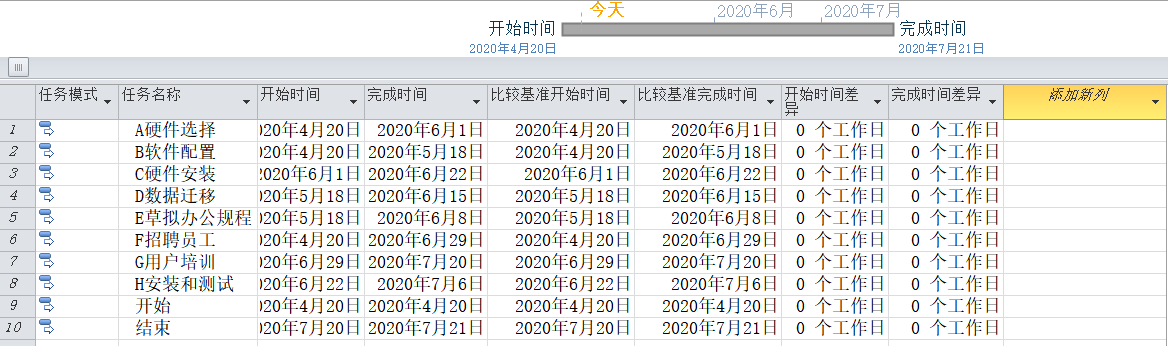 今天 2020年6月 2020年7月
开始时间 完成时间
2020年4月20日 2020年7月21日
任务模式 任务名称 开始时间 完成时间 比较基准开始时间 比较基准完成时间 开始时间差异 完成时间差异 添加新列
1 A硬件选择 2020年4月20日 2020年6月1日 2020年4月20日 2020年6月1日 0 个工作日 0 个工作日
2 B软件配置 2020年4月20日 2020年5月18日 2020年4月20日 2020年5月18日 0 个工作日 0 个工作日
3 C硬件安装 2020年6月1日 2020年6月22日 2020年6月1日 2020年6月22日 0 个工作日 0 个工作日
4 D数据迁移 2020年5月18日 2020年6月15日 2020年5月18日 2020年6月15日 0 个工作日 0 个工作日
5 E草拟办公规程 2020年5月18日 2020年6月8日 2020年5月18日 2020年6月8日 0 个工作日 0 个工作日
6 F招聘员工 2020年4月20日 2020年6月29日 2020年4月20日 2020年6月29日 0 个工作日 0 个工作日
7 G用户培训 2020年6月29日 2020年7月20日 2020年6月29日 2020年7月20日 0 个工作日 0 个工作日
8 H安装和测试 2020年6月22日 2020年7月6日 2020年6月22日 2020年7月6日 0 个工作日 0 个工作日
9 开始 2020年4月20日 2020年4月20日 2020年4月20日 2020年4月20日 0 个工作日 0 个工作日
10 结束 2020年7月20日 2020年7月21日 2020年7月20日 2020年7月21日 0 个工作日 0 个工作日